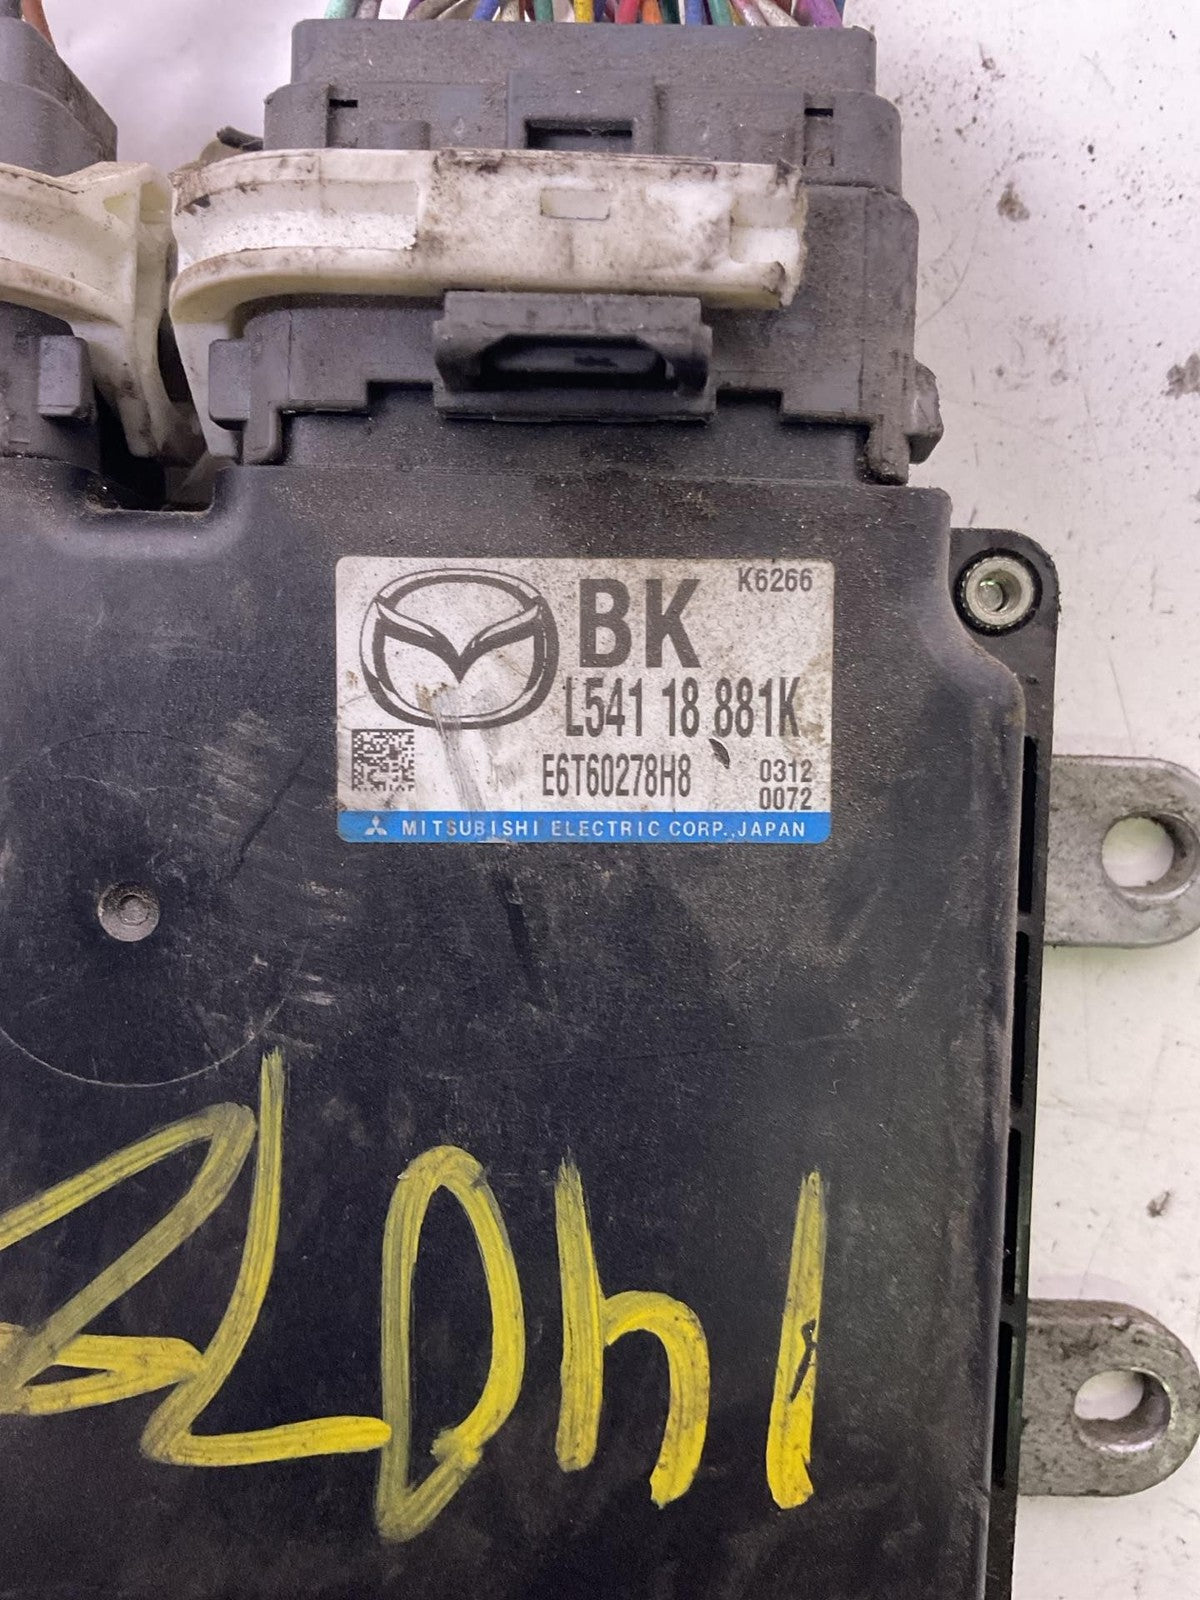 BK K6266
L541 18 881K
E6T60278H8 0312
0072
MITSUBISHI ELECTRIC CORP.,JAPAN